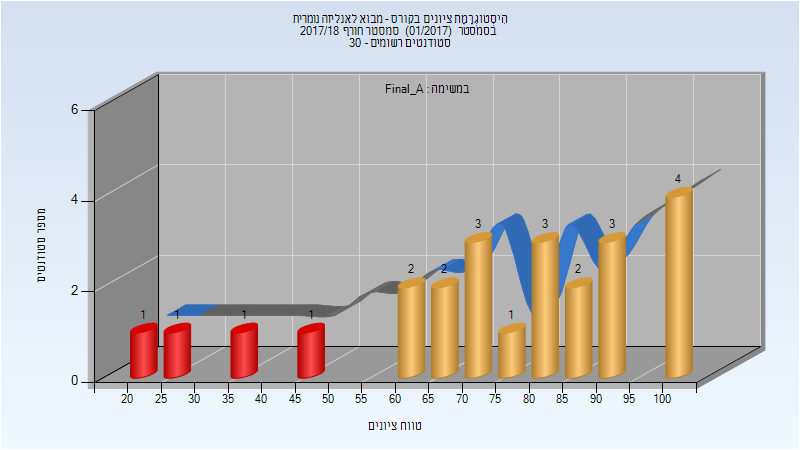 היסטוגרמת ציונים בקורס - מבוא לאנליזה נומרית
בסמסטר (01/2017) סמסטר חורף 2017/18
סטודנטים רשומים - 30
במשימה : Final_A
מספר סטודנטים
6
4
2
0
1 1 1 1 2 2 3 1 3 2 3 4
20 25 30 35 40 45 50 55 60 65 70 75 80 85 90 95 100
טווח ציונים